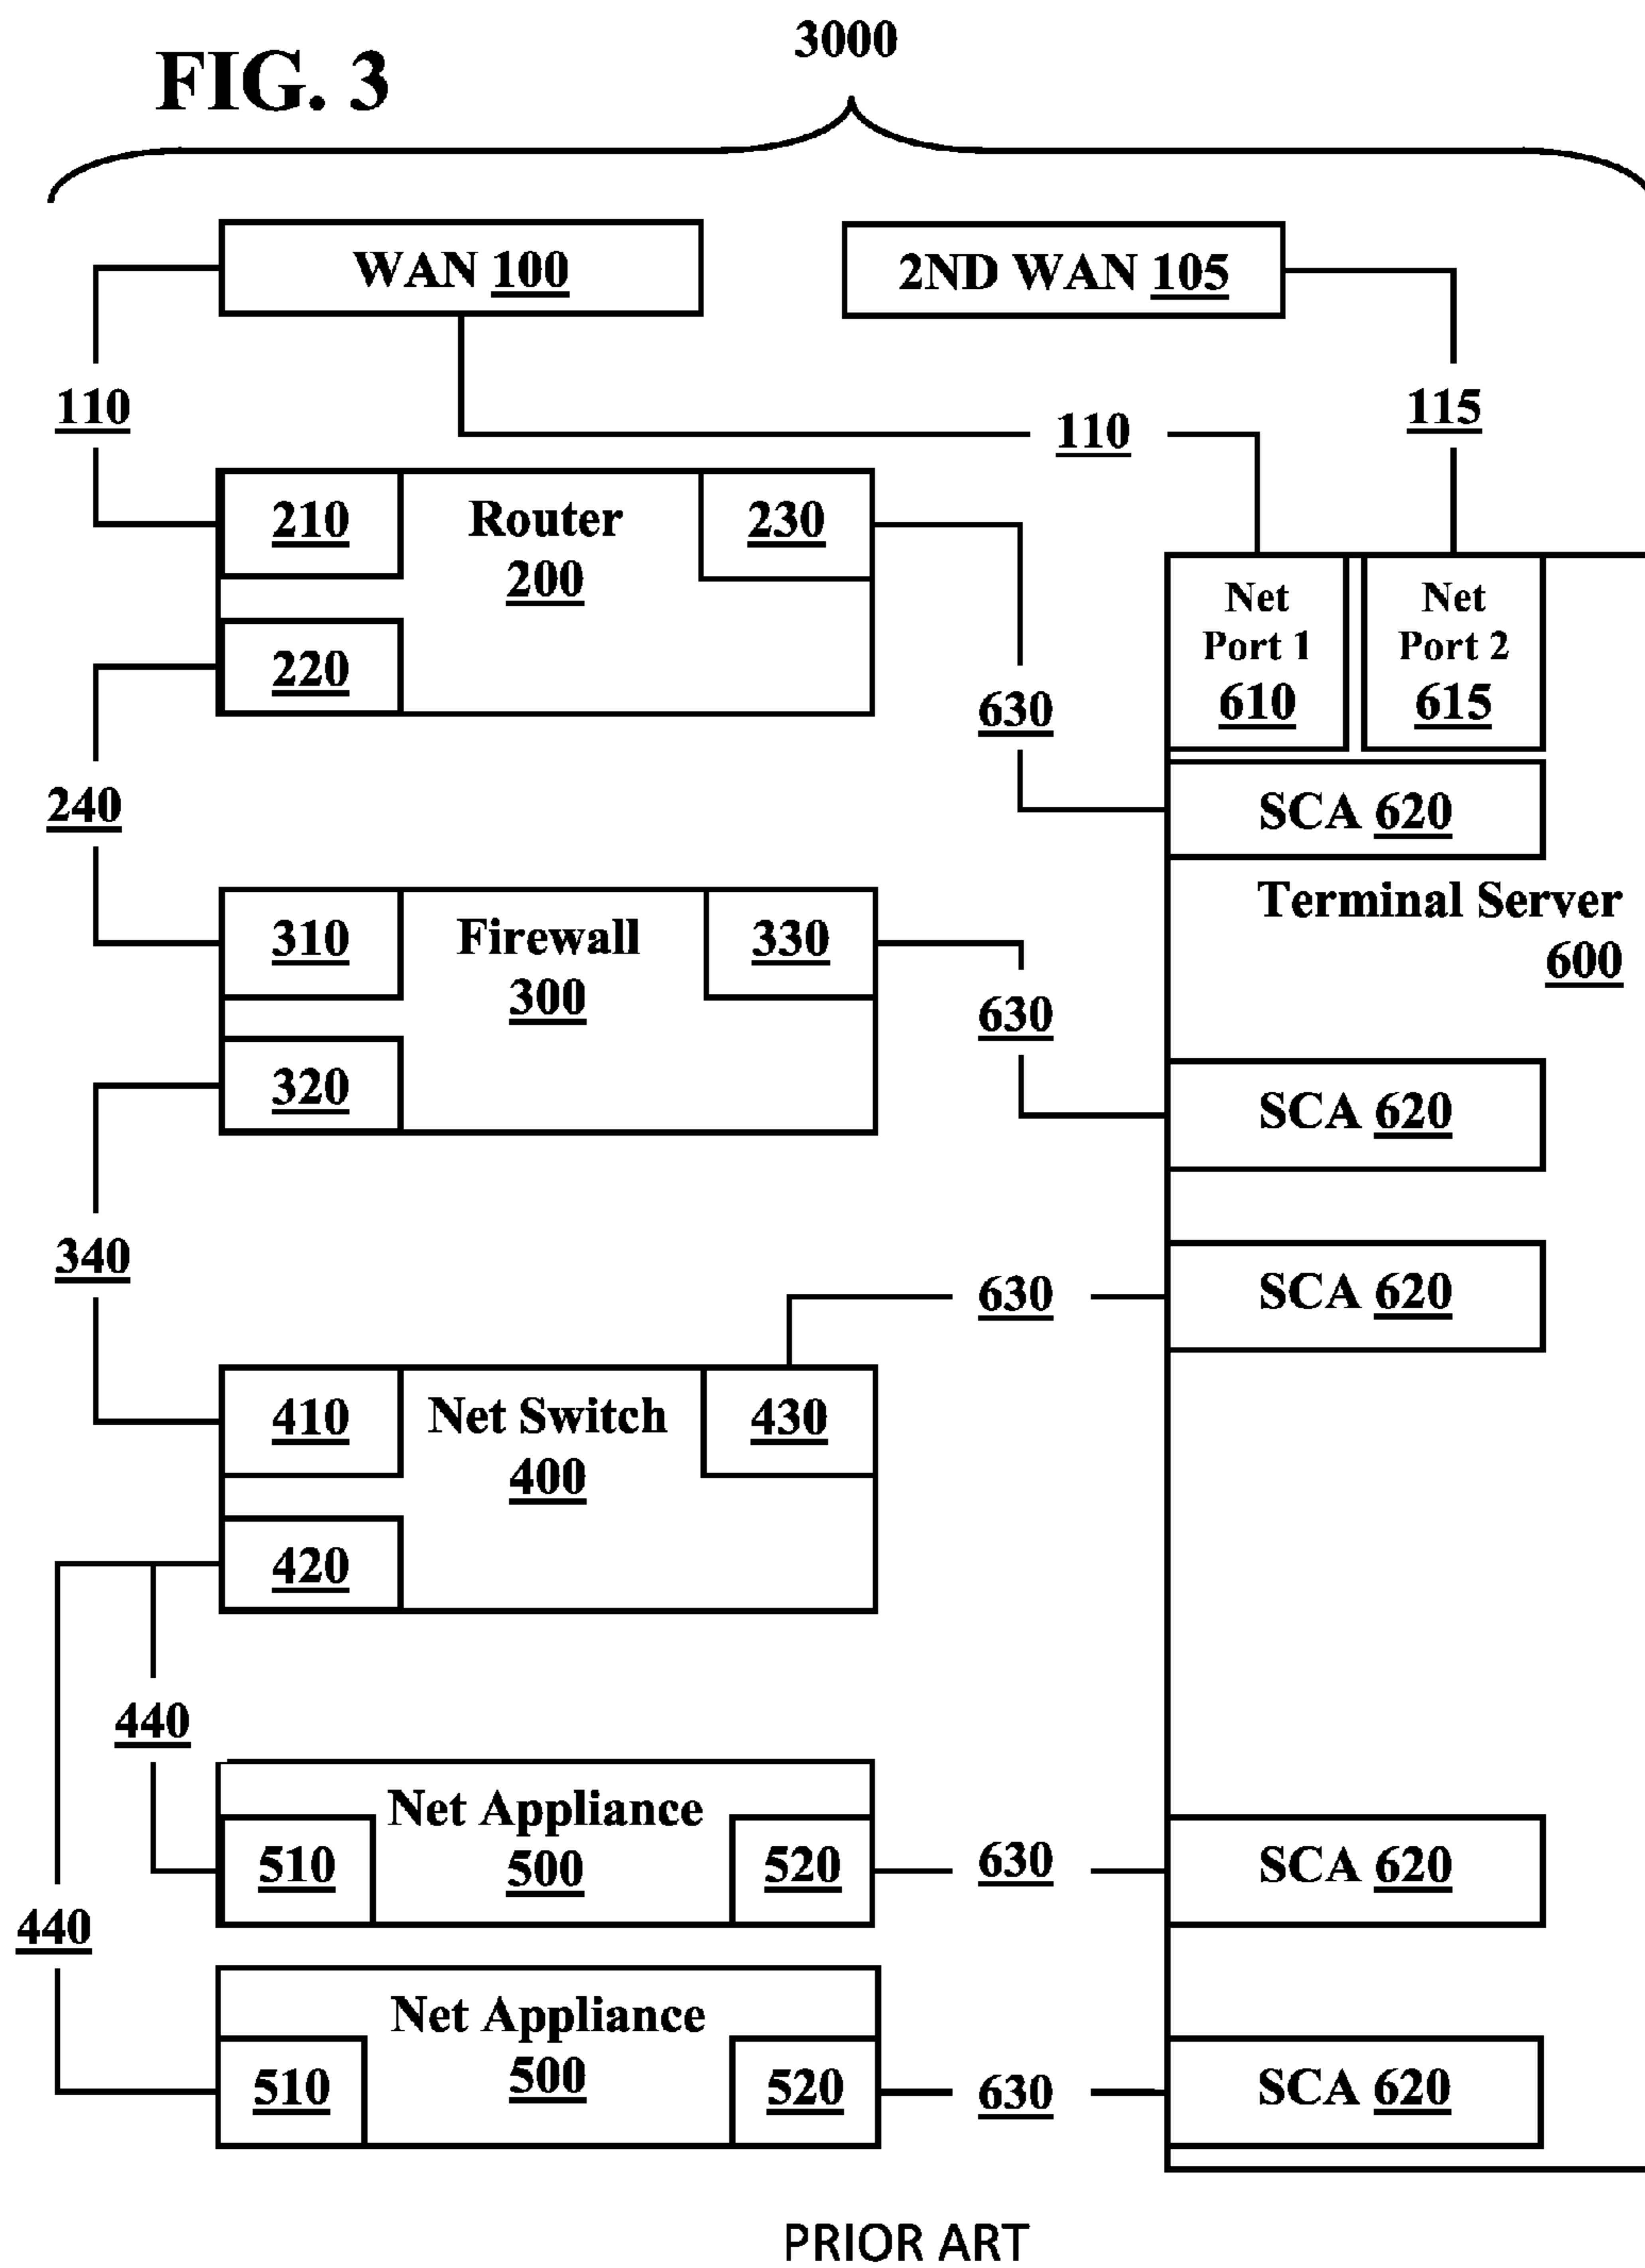 3000
FIG. 3
WAN 100
2ND WAN 105
110
110
115
210
Router
200
230
220
630
Net
Port 1
610
Net
Port 2
615
SCA 620
240
Terminal Server
600
310
Firewall
300
330
630
320
SCA 620
340
630
SCA 620
410
Net Switch
400
430
420
440
Net Appliance
500
510
520
630
SCA 620
440
Net Appliance
500
510
520
630
SCA 620
PRIOR ART